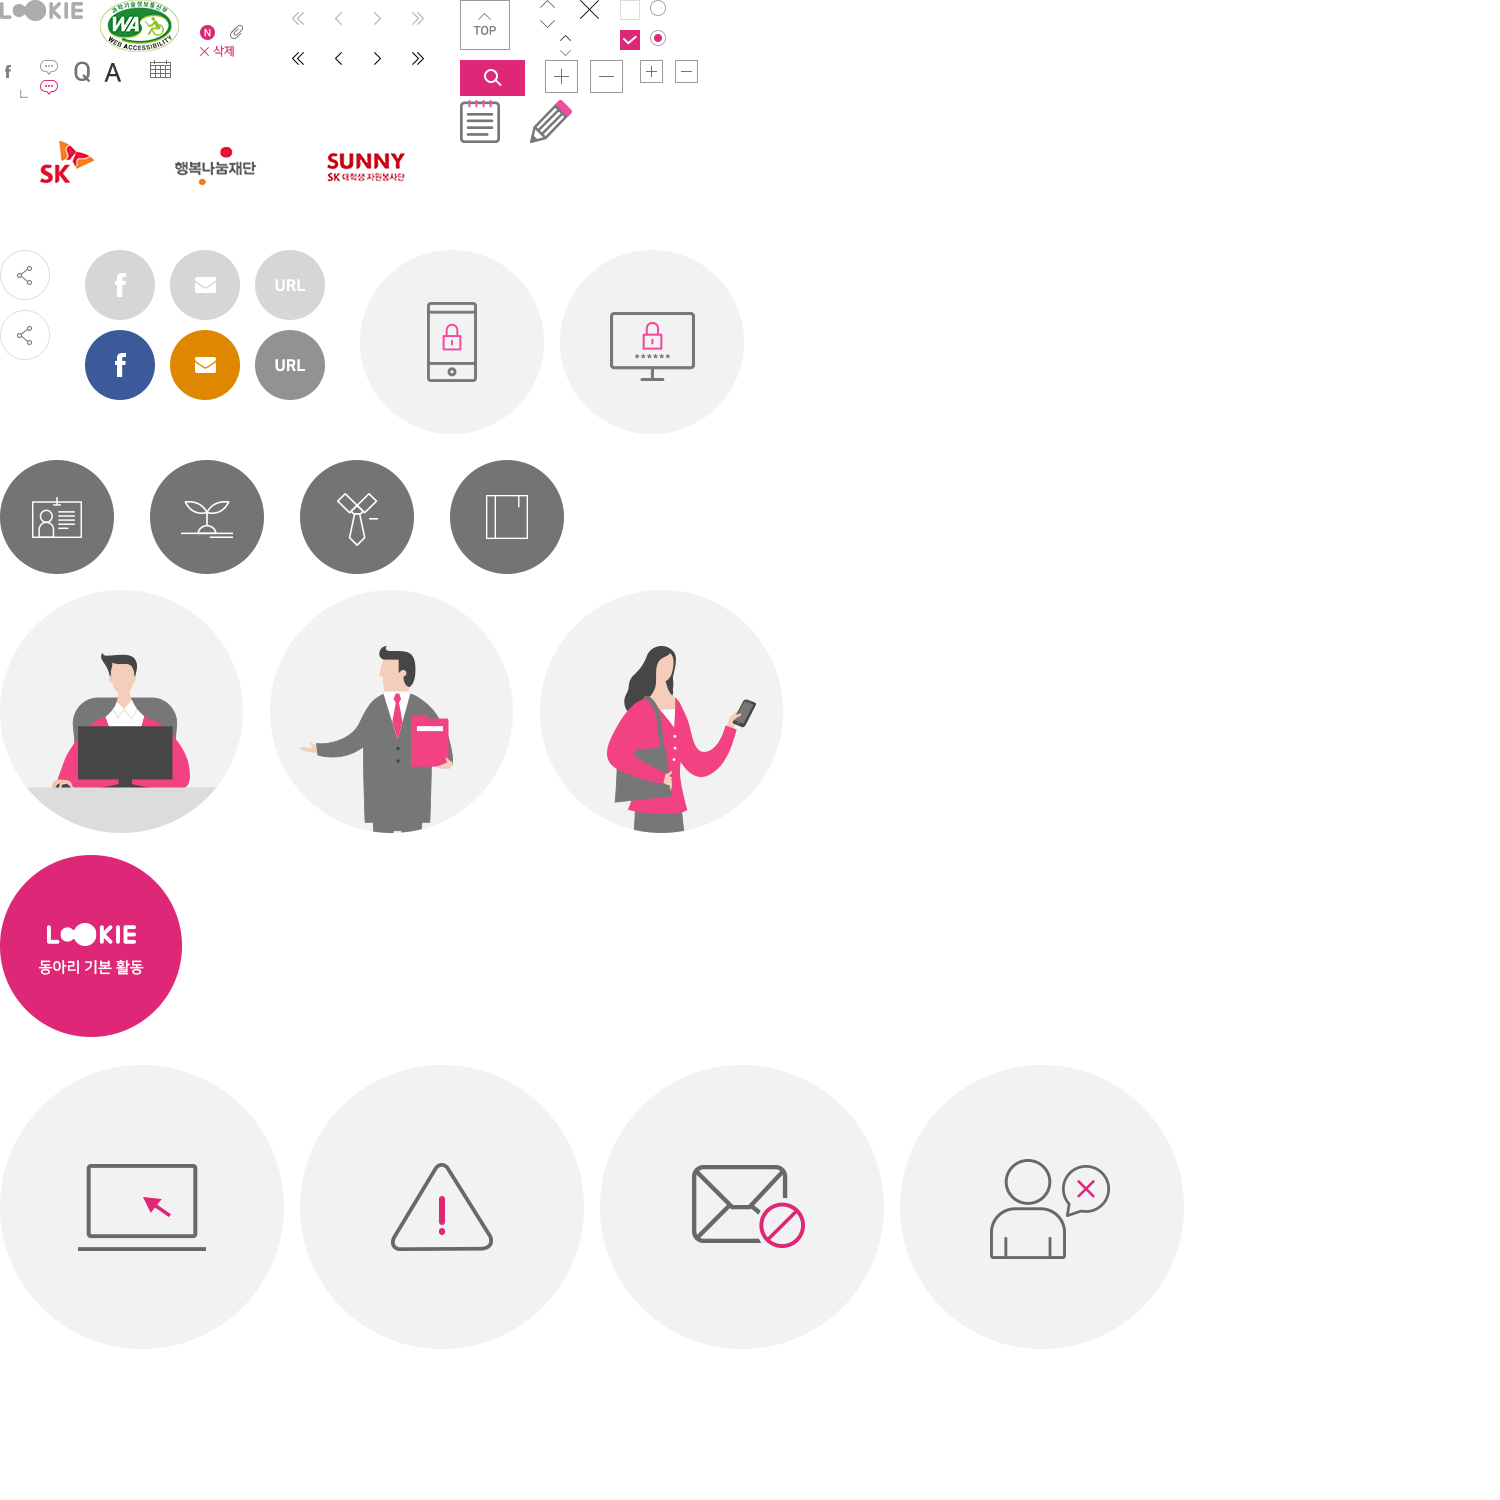 LOOKIE
과학기술정보통신부
WA
WEB ACCESSIBILITY
N
× 삭제
TOP
f
Q
A
SK
행복나눔재단
SUNNY
SK 대학생 자원봉사단
f
URL
f
URL
******
LOOKIE
동아리 기본 활동